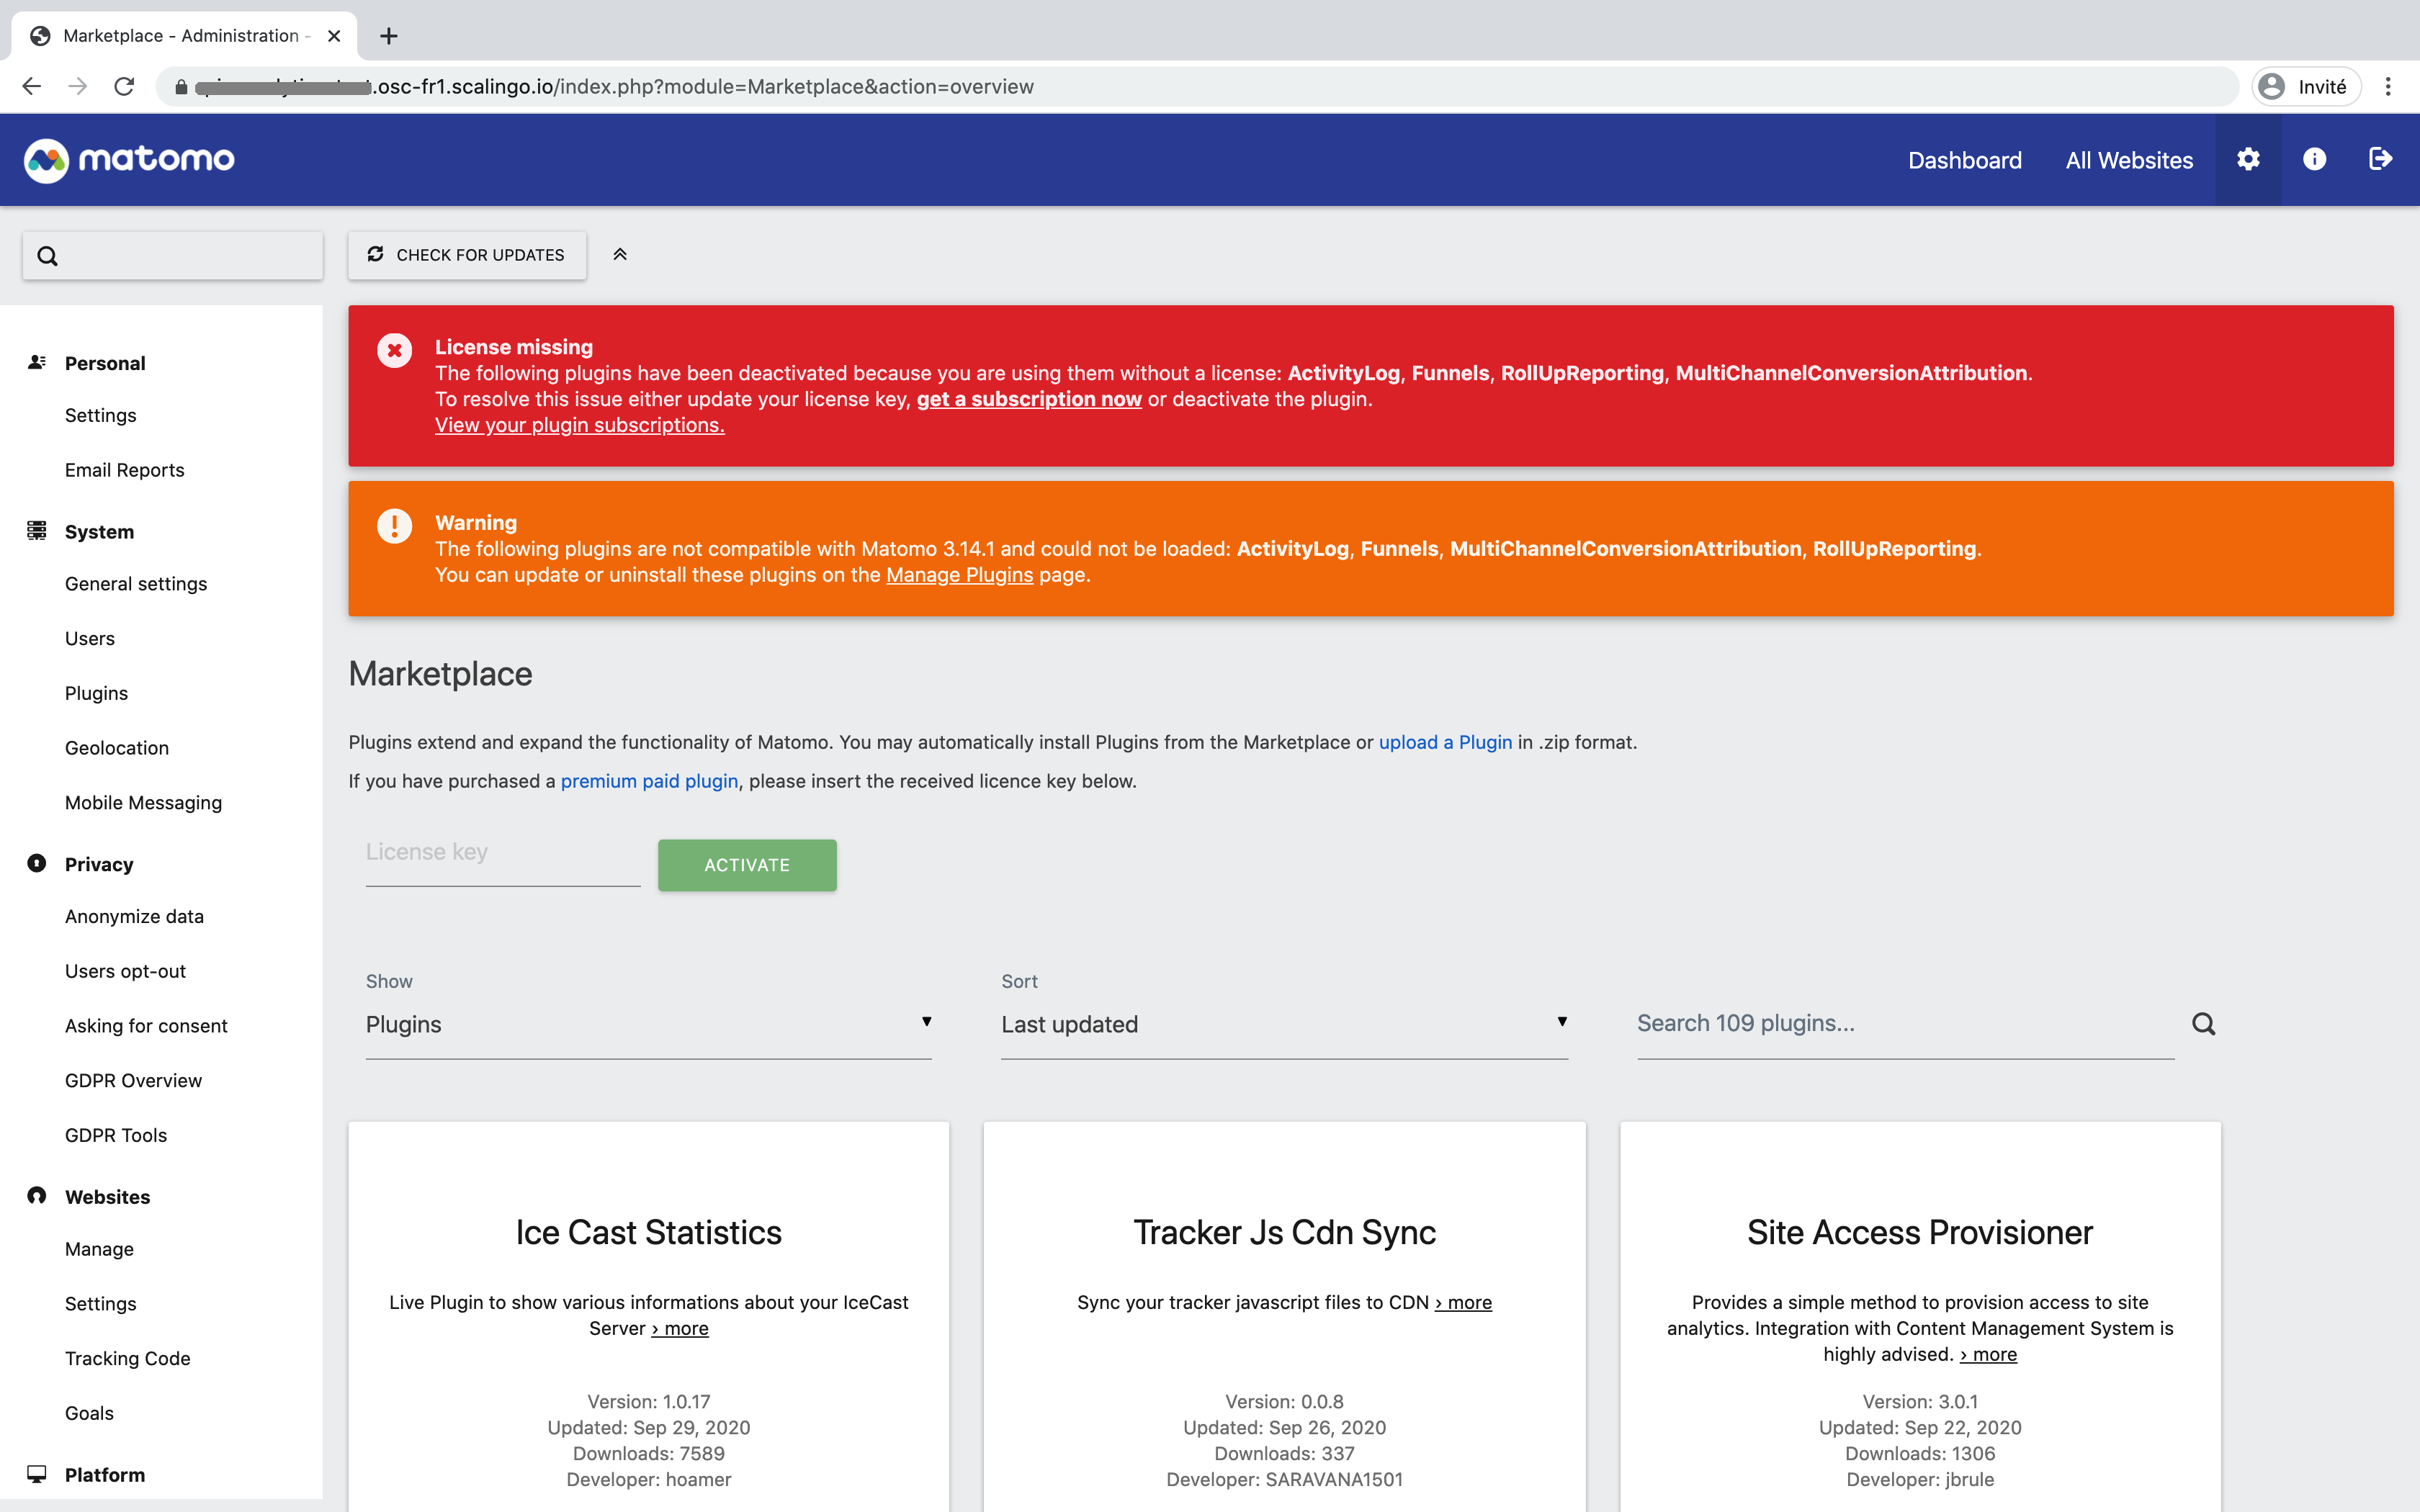 Marketplace - Administration -
.osc-fr1.scalingo.io/index.php?module=Marketplace&action=overview
Invité
matomo
Dashboard
All Websites
CHECK FOR UPDATES
License missing
The following plugins have been deactivated because you are using them without a license: ActivityLog, Funnels, RollUpReporting, MultiChannelConversionAttribution.
To resolve this issue either update your license key, get a subscription now or deactivate the plugin.
View your plugin subscriptions.
Warning
The following plugins are not compatible with Matomo 3.14.1 and could not be loaded: ActivityLog, Funnels, MultiChannelConversionAttribution, RollUpReporting.
You can update or uninstall these plugins on the Manage Plugins page.
Personal
Settings
Email Reports
System
General settings
Users
Plugins
Geolocation
Mobile Messaging
Privacy
Anonymize data
Users opt-out
Asking for consent
GDPR Overview
GDPR Tools
Websites
Manage
Settings
Tracking Code
Goals
Platform
Marketplace
Plugins extend and expand the functionality of Matomo. You may automatically install Plugins from the Marketplace or upload a Plugin in .zip format.
If you have purchased a premium paid plugin, please insert the received licence key below.
License key
ACTIVATE
Show
Plugins
Sort
Last updated
Search 109 plugins...
Ice Cast Statistics
Live Plugin to show various informations about your IceCast
Server › more
Version: 1.0.17
Updated: Sep 29, 2020
Downloads: 7589
Developer: hoamer
Tracker Js Cdn Sync
Sync your tracker javascript files to CDN › more
Version: 0.0.8
Updated: Sep 26, 2020
Downloads: 337
Developer: SARAVANA1501
Site Access Provisioner
Provides a simple method to provision access to site
analytics. Integration with Content Management System is
highly advised. › more
Version: 3.0.1
Updated: Sep 22, 2020
Downloads: 1306
Developer: jbrule